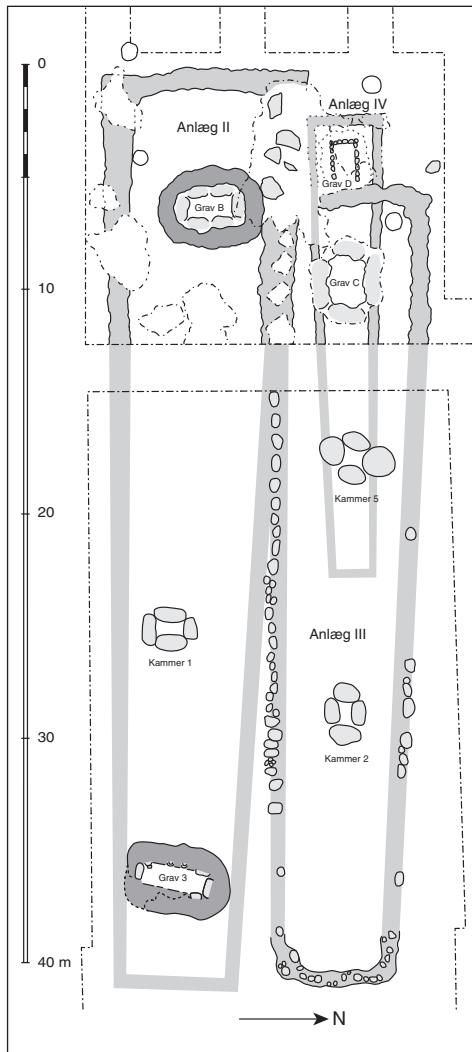 0
Anlæg IV
Anlæg II
Grav D
Grav B
Grav C
10
Kammer 5
20
Anlæg III
Kammer 1
Kammer 2
30
Grav 3
40 m
N